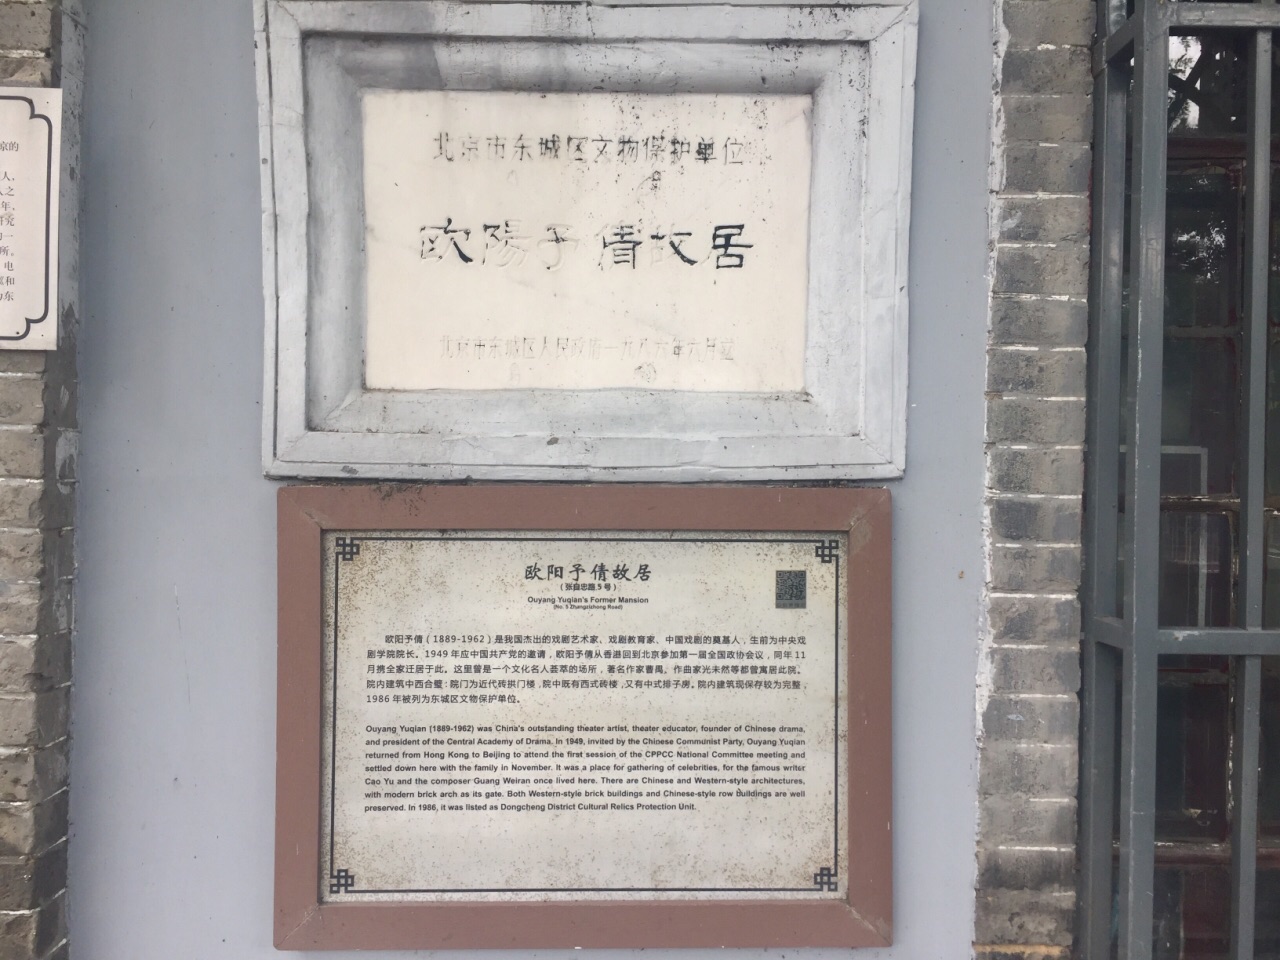 京的
人，
人之
年，
研究
的一
所。
电
和
东
北京市东城区文物保护单位
欧陽予倩故居
北京市东城区人民政府一九八六年六月立
欧阳予倩故居
（张自忠路5号）
Ouyang Yuqian's Former Mansion
(No. 5 Zhangzizhong Road)
欧阳予倩（1889-1962）是我国杰出的戏剧艺术家、戏剧教育家、中国戏剧的奠基人，生前为中央戏
剧学院院长。1949年应中国共产党的邀请，欧阳予倩从香港回到北京参加第一届全国政协会议，同年11
月携全家迁居于此。这里曾是一个文化名人荟萃的场所，著名作家曹禺、作曲家光未然等都曾寓居此院。
院内建筑中西合璧：院门为近代砖拱门楼，院中既有西式砖楼，又有中式排子房。院内建筑现保存较为完整，
1986年被列为东城区文物保护单位。
Ouyang Yuqian (1889-1962) was China's outstanding theater artist, theater educator, founder of Chinese drama,
and president of the Central Academy of Drama. In 1949, invited by the Chinese Communist Party, Ouyang Yuqian
returned from Hong Kong to Beijing to attend the first session of the CPPCC National Committee meeting and
settled down here with the family in November. It was a place for gathering of celebrities, for the famous writer
Cao Yu and the composer Guang Weiran once lived here. There are Chinese and Western-style architectures,
with modern brick arch as its gate. Both Western-style brick buildings and Chinese-style row buildings are well
preserved. In 1986, it was listed as Dongcheng District Cultural Relics Protection Unit.